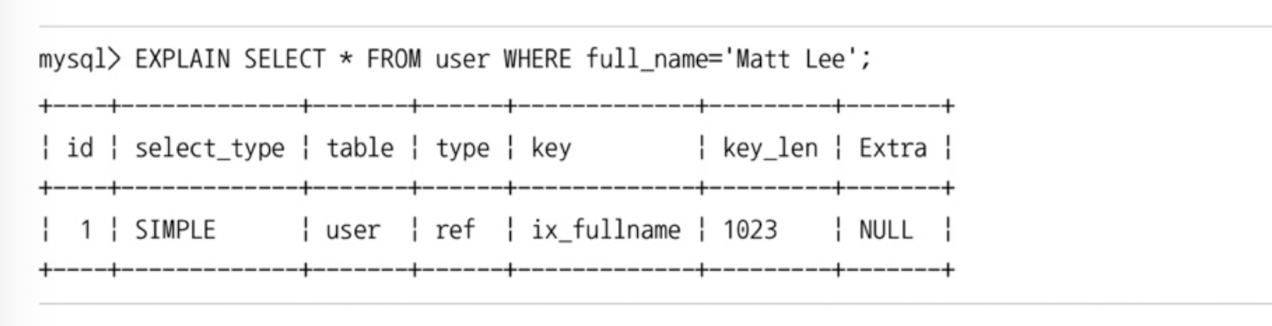 mysql> EXPLAIN SELECT * FROM user WHERE full_name='Matt Lee';
+----+-------------+-------+------+-------------+---------+-------+
| id | select_type | table | type | key         | key_len | Extra |
+----+-------------+-------+------+-------------+---------+-------+
|  1 | SIMPLE      | user  | ref  | ix_fullname | 1023    | NULL  |
+----+-------------+-------+------+-------------+---------+-------+